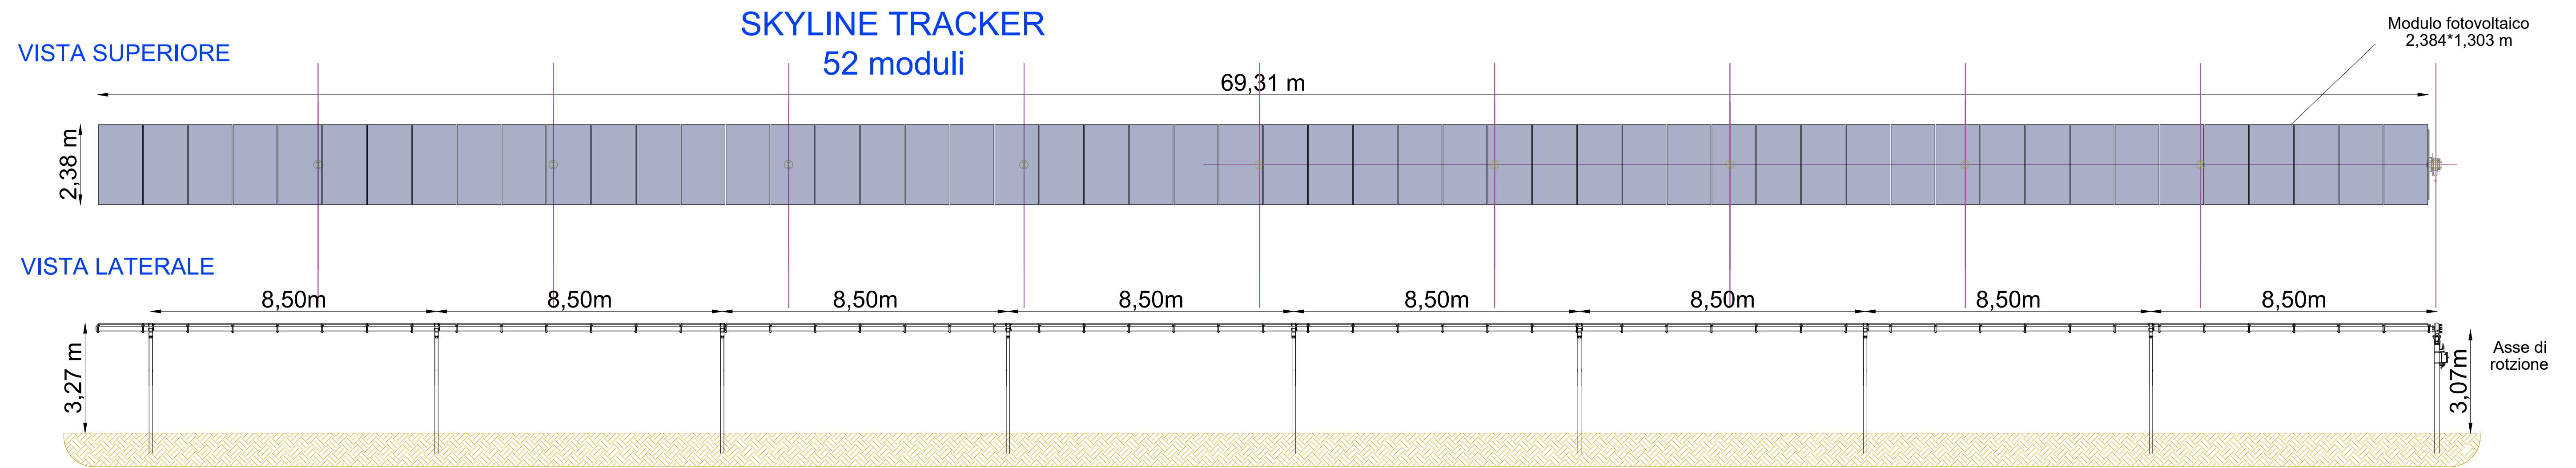 SKYLINE TRACKER
52 moduli
VISTA SUPERIORE
Modulo fotovoltaico
2,384*1,303 m
69,31 m
2,38 m
VISTA LATERALE
8,50m 8,50m 8,50m 8,50m 8,50m 8,50m 8,50m 8,50m
3,27 m
3,07m
Asse di
rotzione